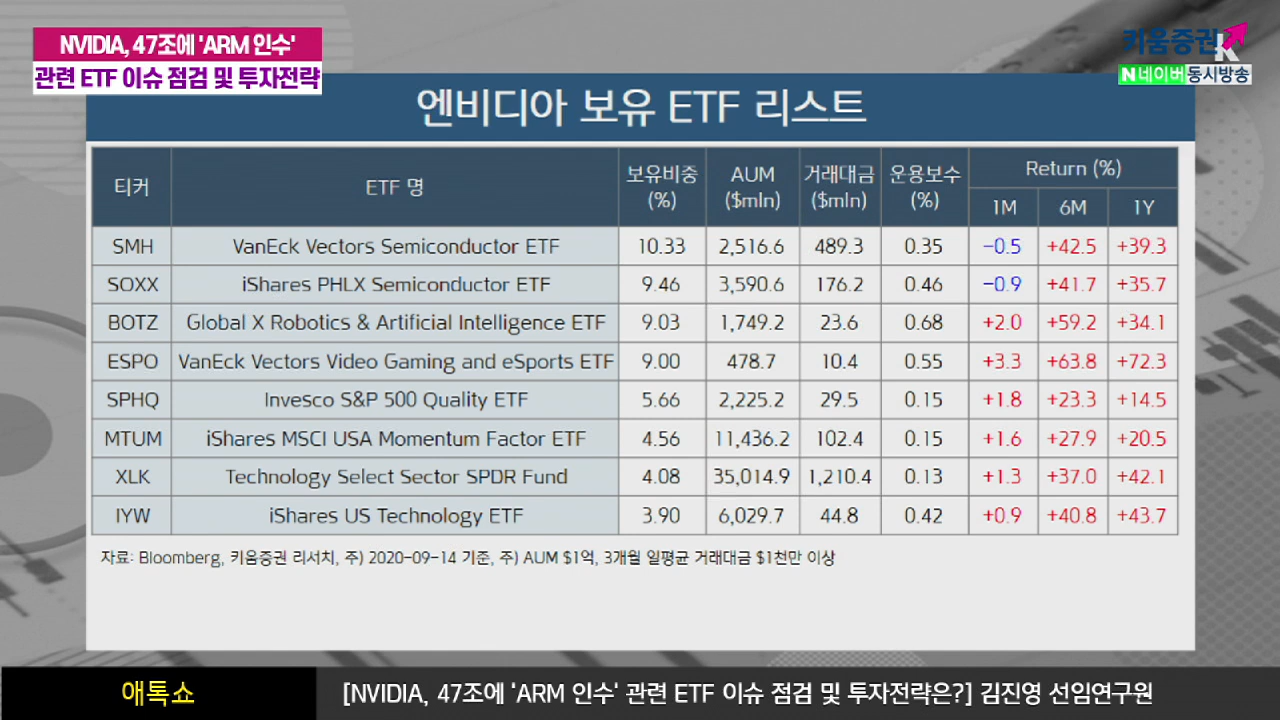 NVIDIA, 47조에 'ARM 인수'
관련 ETF 이슈 점검 및 투자전략
키움증권
N 네이버 동시방송
엔비디아 보유 ETF 리스트
티커 ETF 명 보유비중 (%) AUM ($mln) 거래대금 ($mln) 운용보수 (%) Return (%)
1M 6M 1Y
SMH VanEck Vectors Semiconductor ETF 10.33 2,516.6 489.3 0.35 -0.5 +42.5 +39.3
SOXX iShares PHLX Semiconductor ETF 9.46 3,590.6 176.2 0.46 -0.9 +41.7 +35.7
BOTZ Global X Robotics & Artificial Intelligence ETF 9.03 1,749.2 23.6 0.68 +2.0 +59.2 +34.1
ESPO VanEck Vectors Video Gaming and eSports ETF 9.00 478.7 10.4 0.55 +3.3 +63.8 +72.3
SPHQ Invesco S&P 500 Quality ETF 5.66 2,225.2 29.5 0.15 +1.8 +23.3 +14.5
MTUM iShares MSCI USA Momentum Factor ETF 4.56 11,436.2 102.4 0.15 +1.6 +27.9 +20.5
XLK Technology Select Sector SPDR Fund 4.08 35,014.9 1,210.4 0.13 +1.3 +37.0 +42.1
IYW iShares US Technology ETF 3.90 6,029.7 44.8 0.42 +0.9 +40.8 +43.7
자료: Bloomberg, 키움증권 리서치, 주) 2020-09-14 기준, 주) AUM $1억, 3개월 일평균 거래대금 $1천만 이상
애톡쇼 [NVIDIA, 47조에 'ARM 인수' 관련 ETF 이슈 점검 및 투자전략은?] 김진영 선임연구원